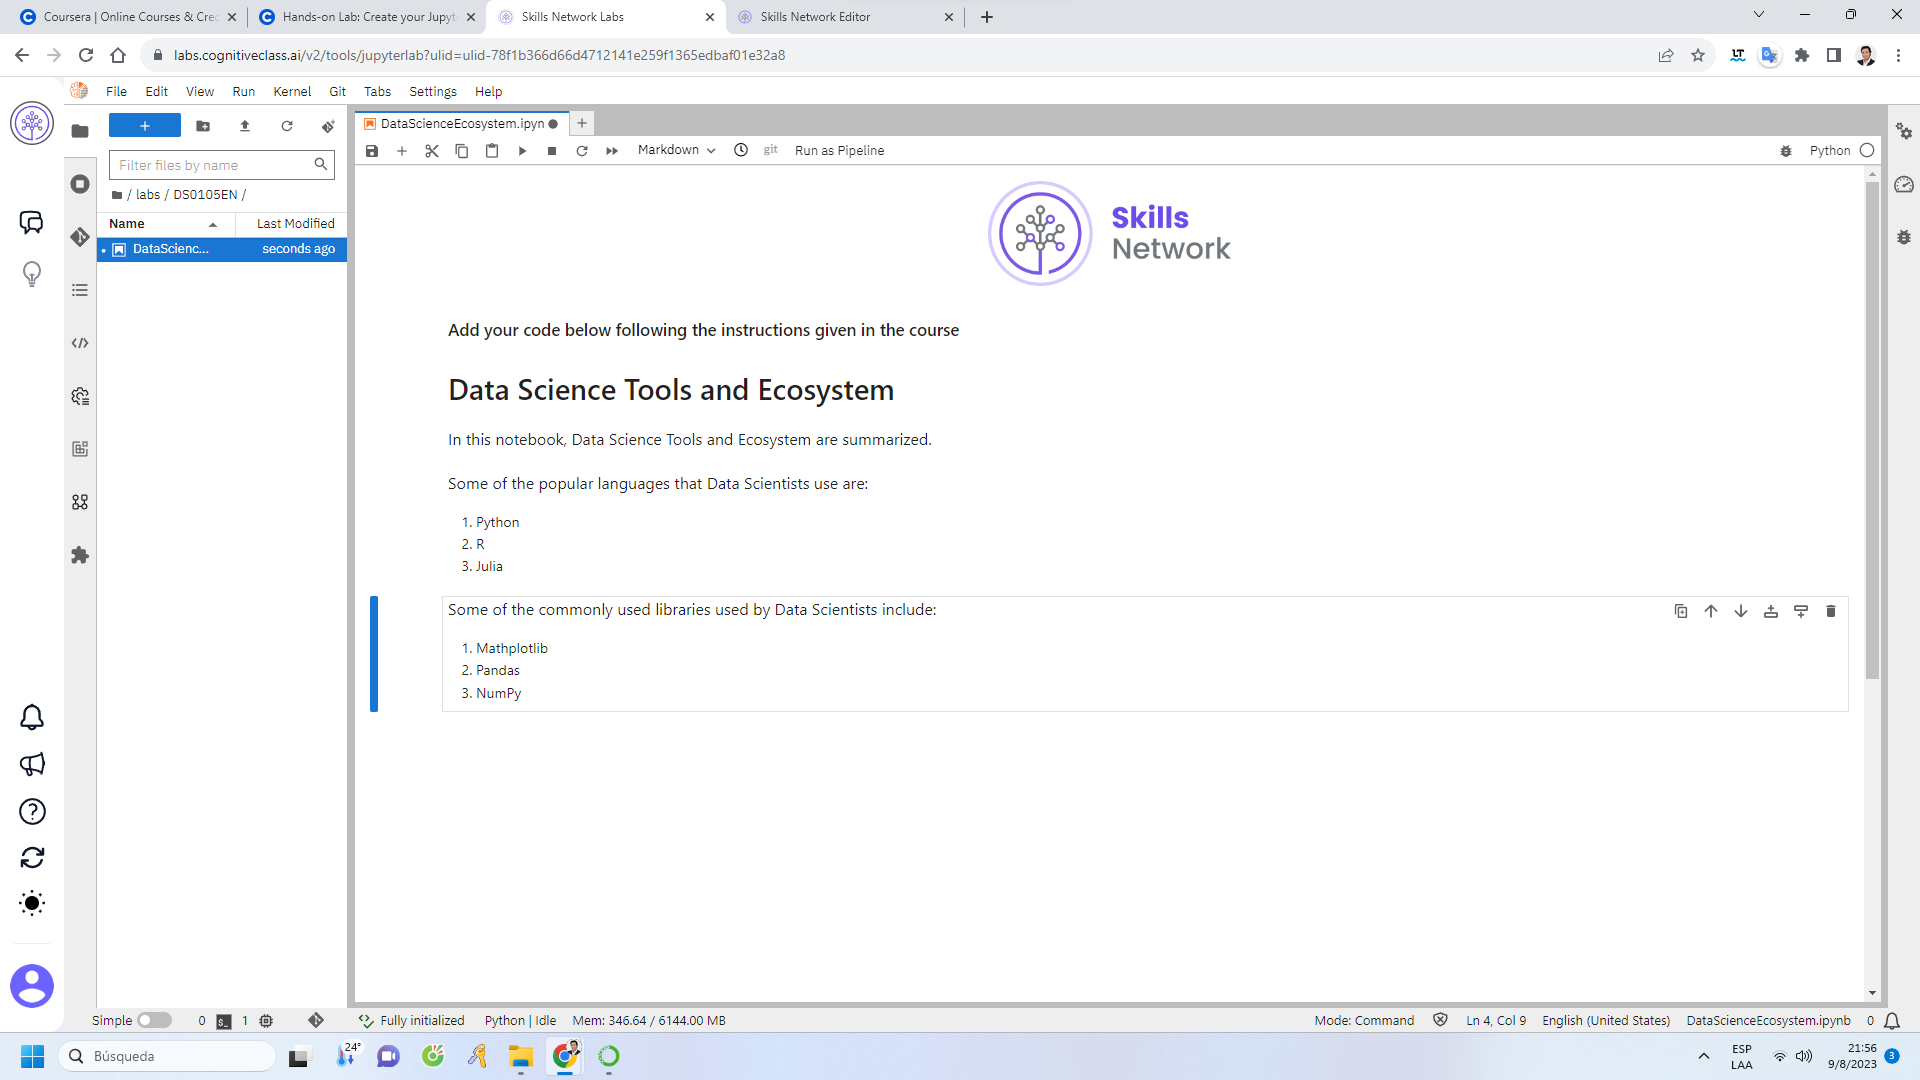 Coursera | Online Courses & Cre
Hands-on Lab: Create your Jupyt
Skills Network Labs
Skills Network Editor
labs.cognitiveclass.ai/v2/tools/jupyterlab?ulid=ulid-78f1b366d66d4712141e259f1365edbaf01e32a8
File Edit View Run Kernel Git Tabs Settings Help
DataScienceEcosystem.ipyn
Markdown
git
Run as Pipeline
Python
Filter files by name
/ labs / DS0105EN /
Name Last Modified
DataScienc... seconds ago
Skills
Network
Add your code below following the instructions given in the course
Data Science Tools and Ecosystem
In this notebook, Data Science Tools and Ecosystem are summarized.
Some of the popular languages that Data Scientists use are:
1. Python
2. R
3. Julia
Some of the commonly used libraries used by Data Scientists include:
1. Mathplotlib
2. Pandas
3. NumPy
Simple 0 1 Fully initialized Python | Idle Mem: 346.64 / 6144.00 MB Mode: Command Ln 4, Col 9 English (United States) DataScienceEcosystem.ipynb 0
Búsqueda
24°
ESP
LAA
21:56
9/8/2023
3